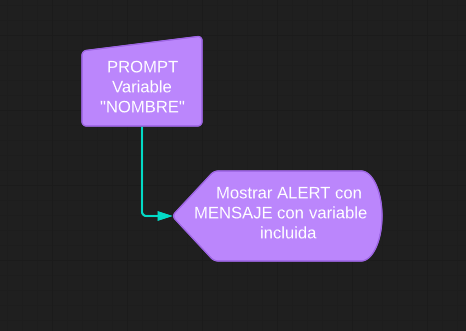 PROMPT
Variable
"NOMBRE"
Mostrar ALERT con
MENSAJE con variable
incluida